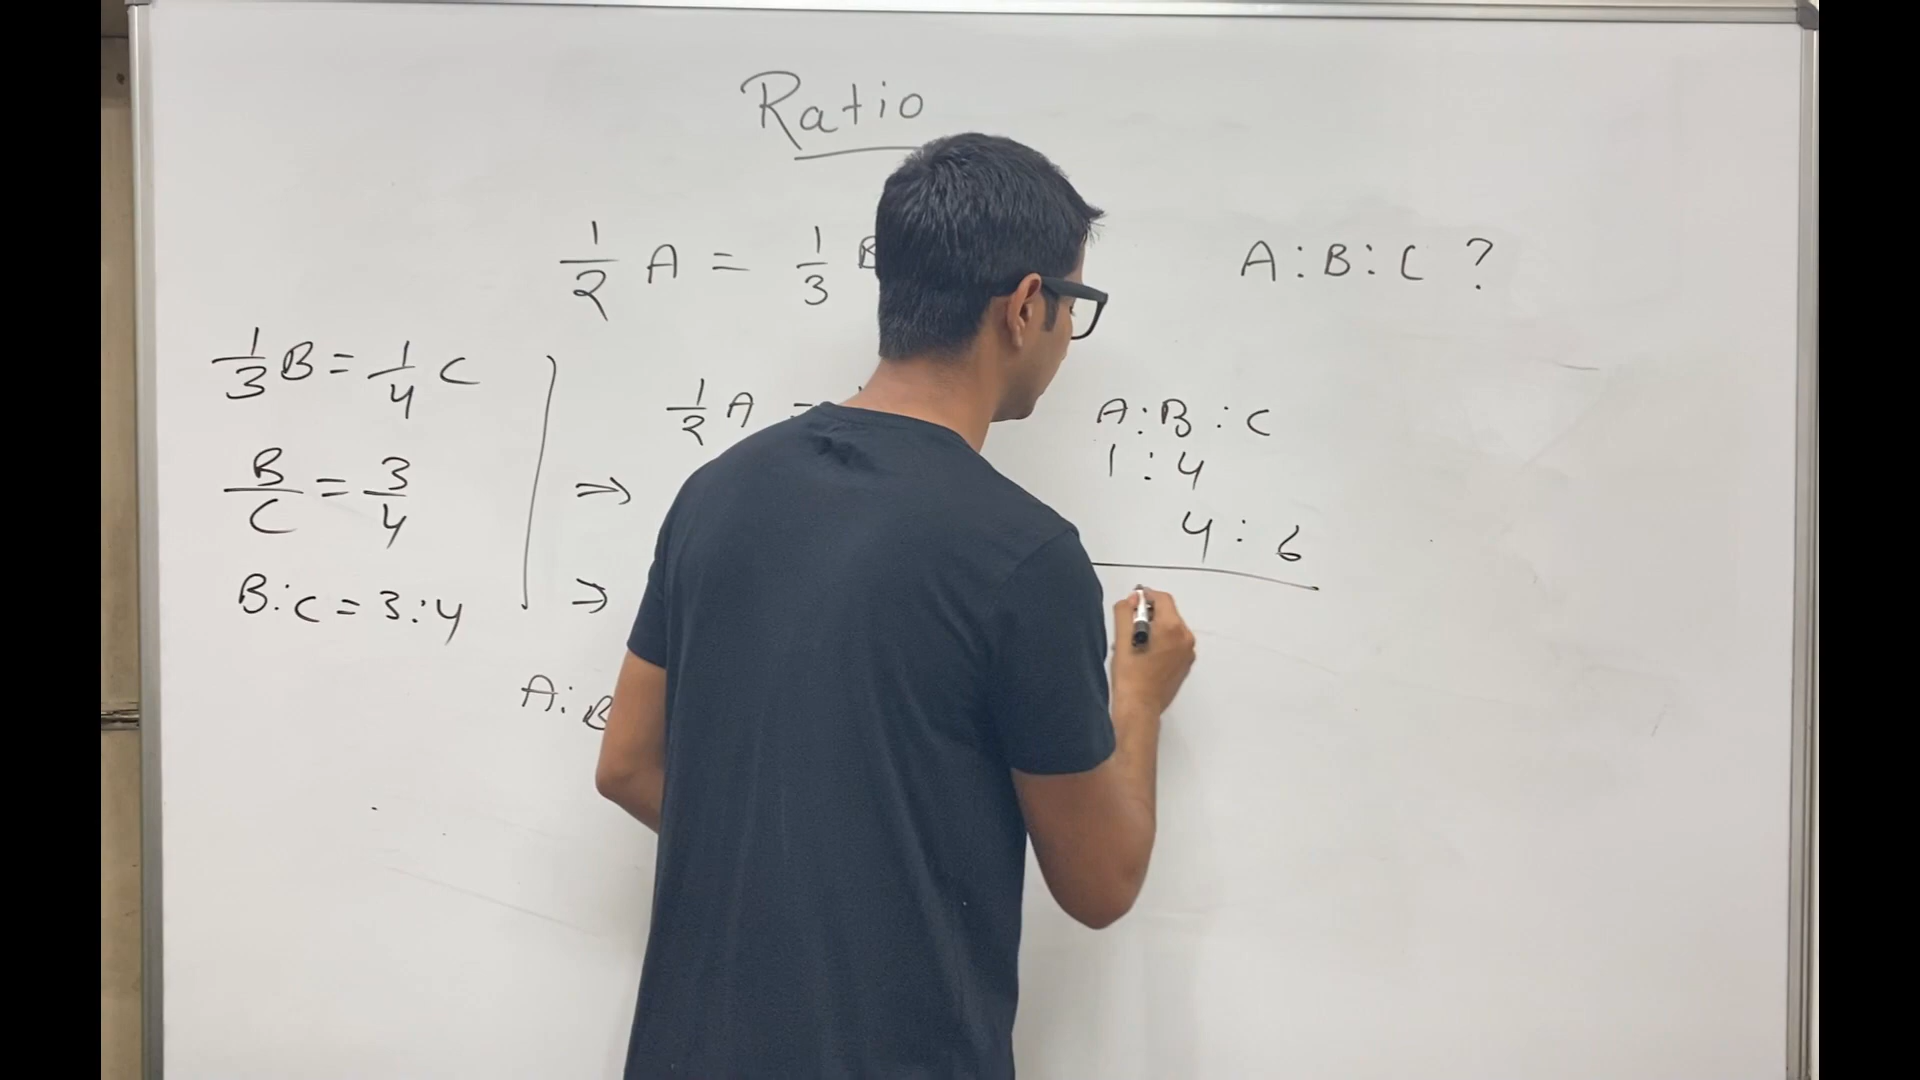 Ratio
1/2 A = 1/3 B
A : B : C ?
1/3 B = 1/4 C
B/C = 3/4
B : C = 3 : 4
1/2 A =
⇒
⇒
A : B
A : B : C
1 : 4
4 : 6